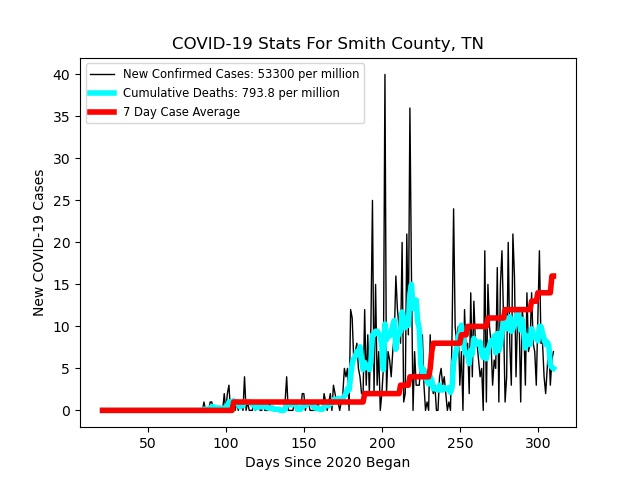 COVID-19 Stats For Smith County, TN
New Confirmed Cases: 53300 per million
Cumulative Deaths: 793.8 per million
7 Day Case Average
New COVID-19 Cases
40
35
30
25
20
15
10
5
0
50 100 150 200 250 300
Days Since 2020 Began